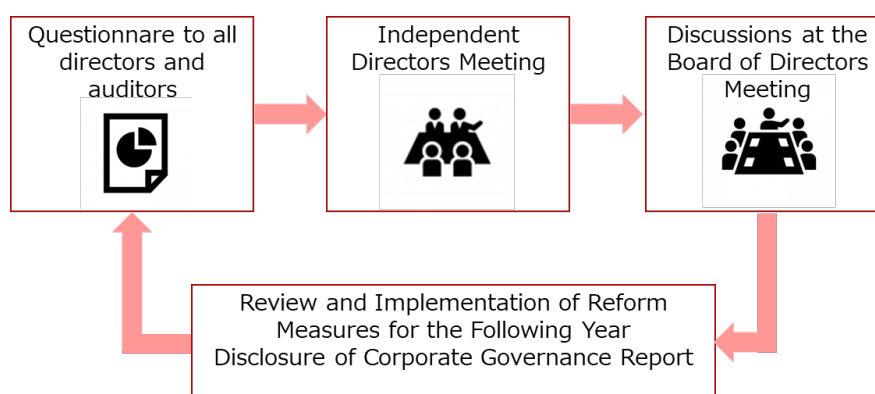 Questionnare to all
directors and
auditors
Independent
Directors Meeting
Discussions at the
Board of Directors
Meeting
Review and Implementation of Reform
Measures for the Following Year
Disclosure of Corporate Governance Report